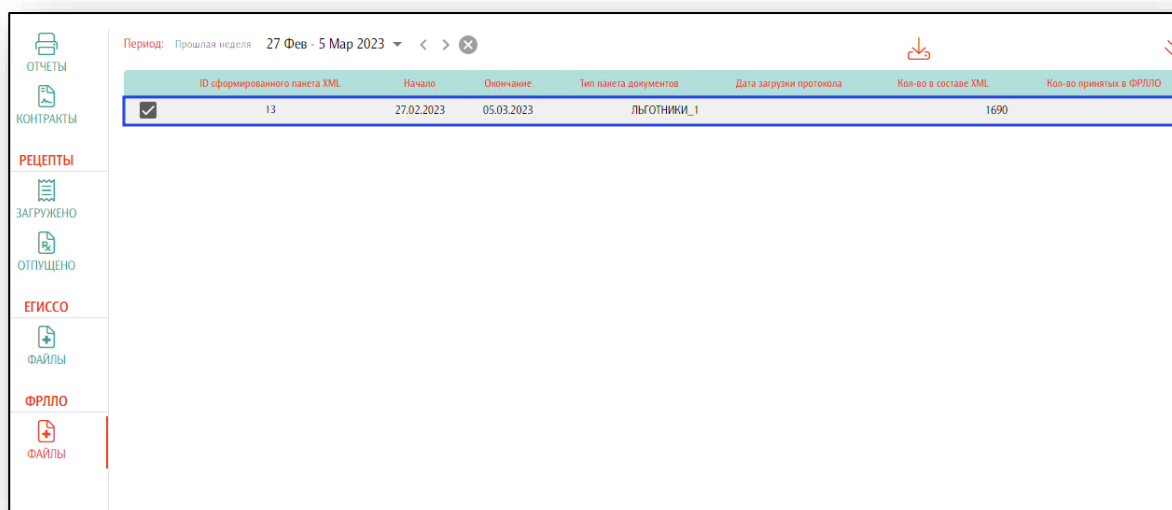 ОТЧЕТЫ
КОНТРАКТЫ
РЕЦЕПТЫ
ЗАГРУЖЕНО
ОТПУЩЕНО
ЕГИССО
ФАЙЛЫ
ФРЛЛО
ФАЙЛЫ
Период: Прошлая неделя 27 Фев - 5 Мар 2023
ID сформированного пакета XML Начало Окончание Тип пакета документов Дата загрузки протокола Кол-во в составе XML Кол-во принятых в ФРЛЛО
13 27.02.2023 05.03.2023 ЛЬГОТНИКИ_1 1690